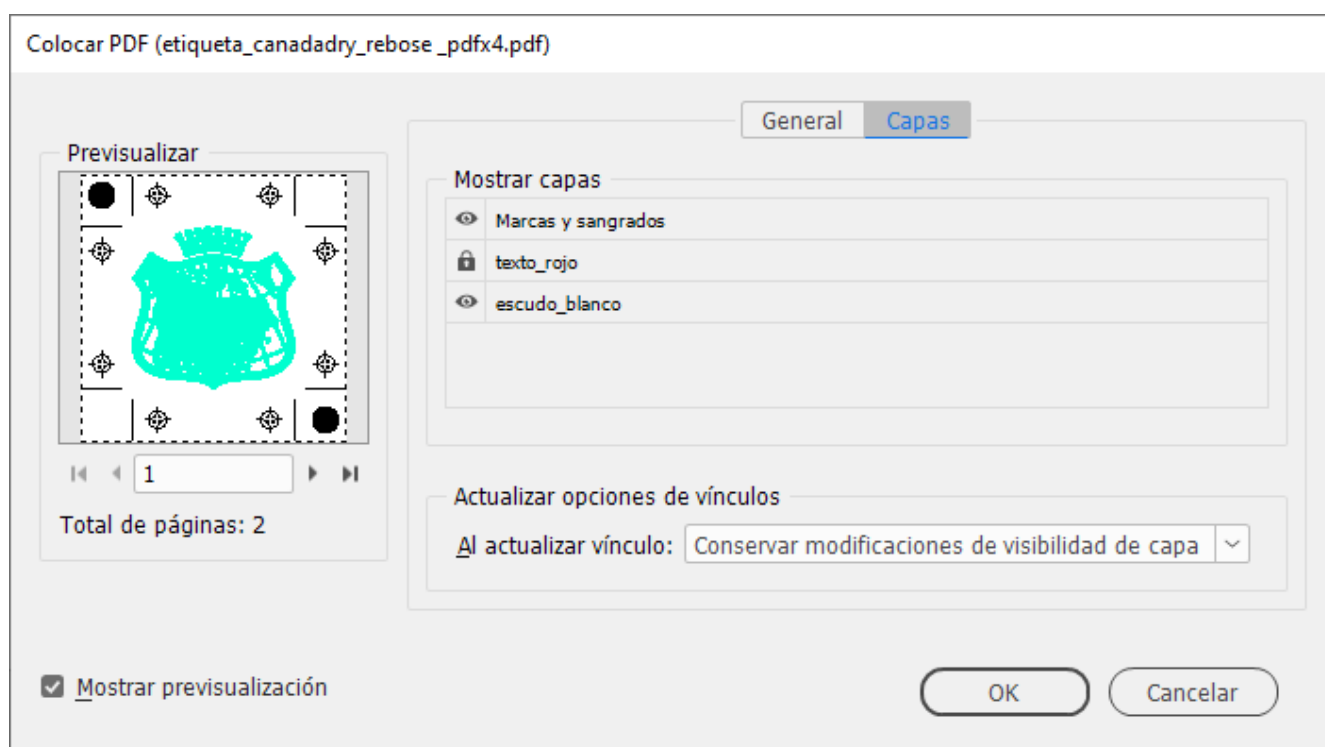 Colocar PDF (etiqueta_canadadry_rebose _pdfx4.pdf)
General Capas
Previsualizar
Mostrar capas
Marcas y sangrados
texto_rojo
escudo_blanco
1
Total de páginas: 2
Actualizar opciones de vínculos
Al actualizar vínculo: Conservar modificaciones de visibilidad de capa
Mostrar previsualización
OK Cancelar